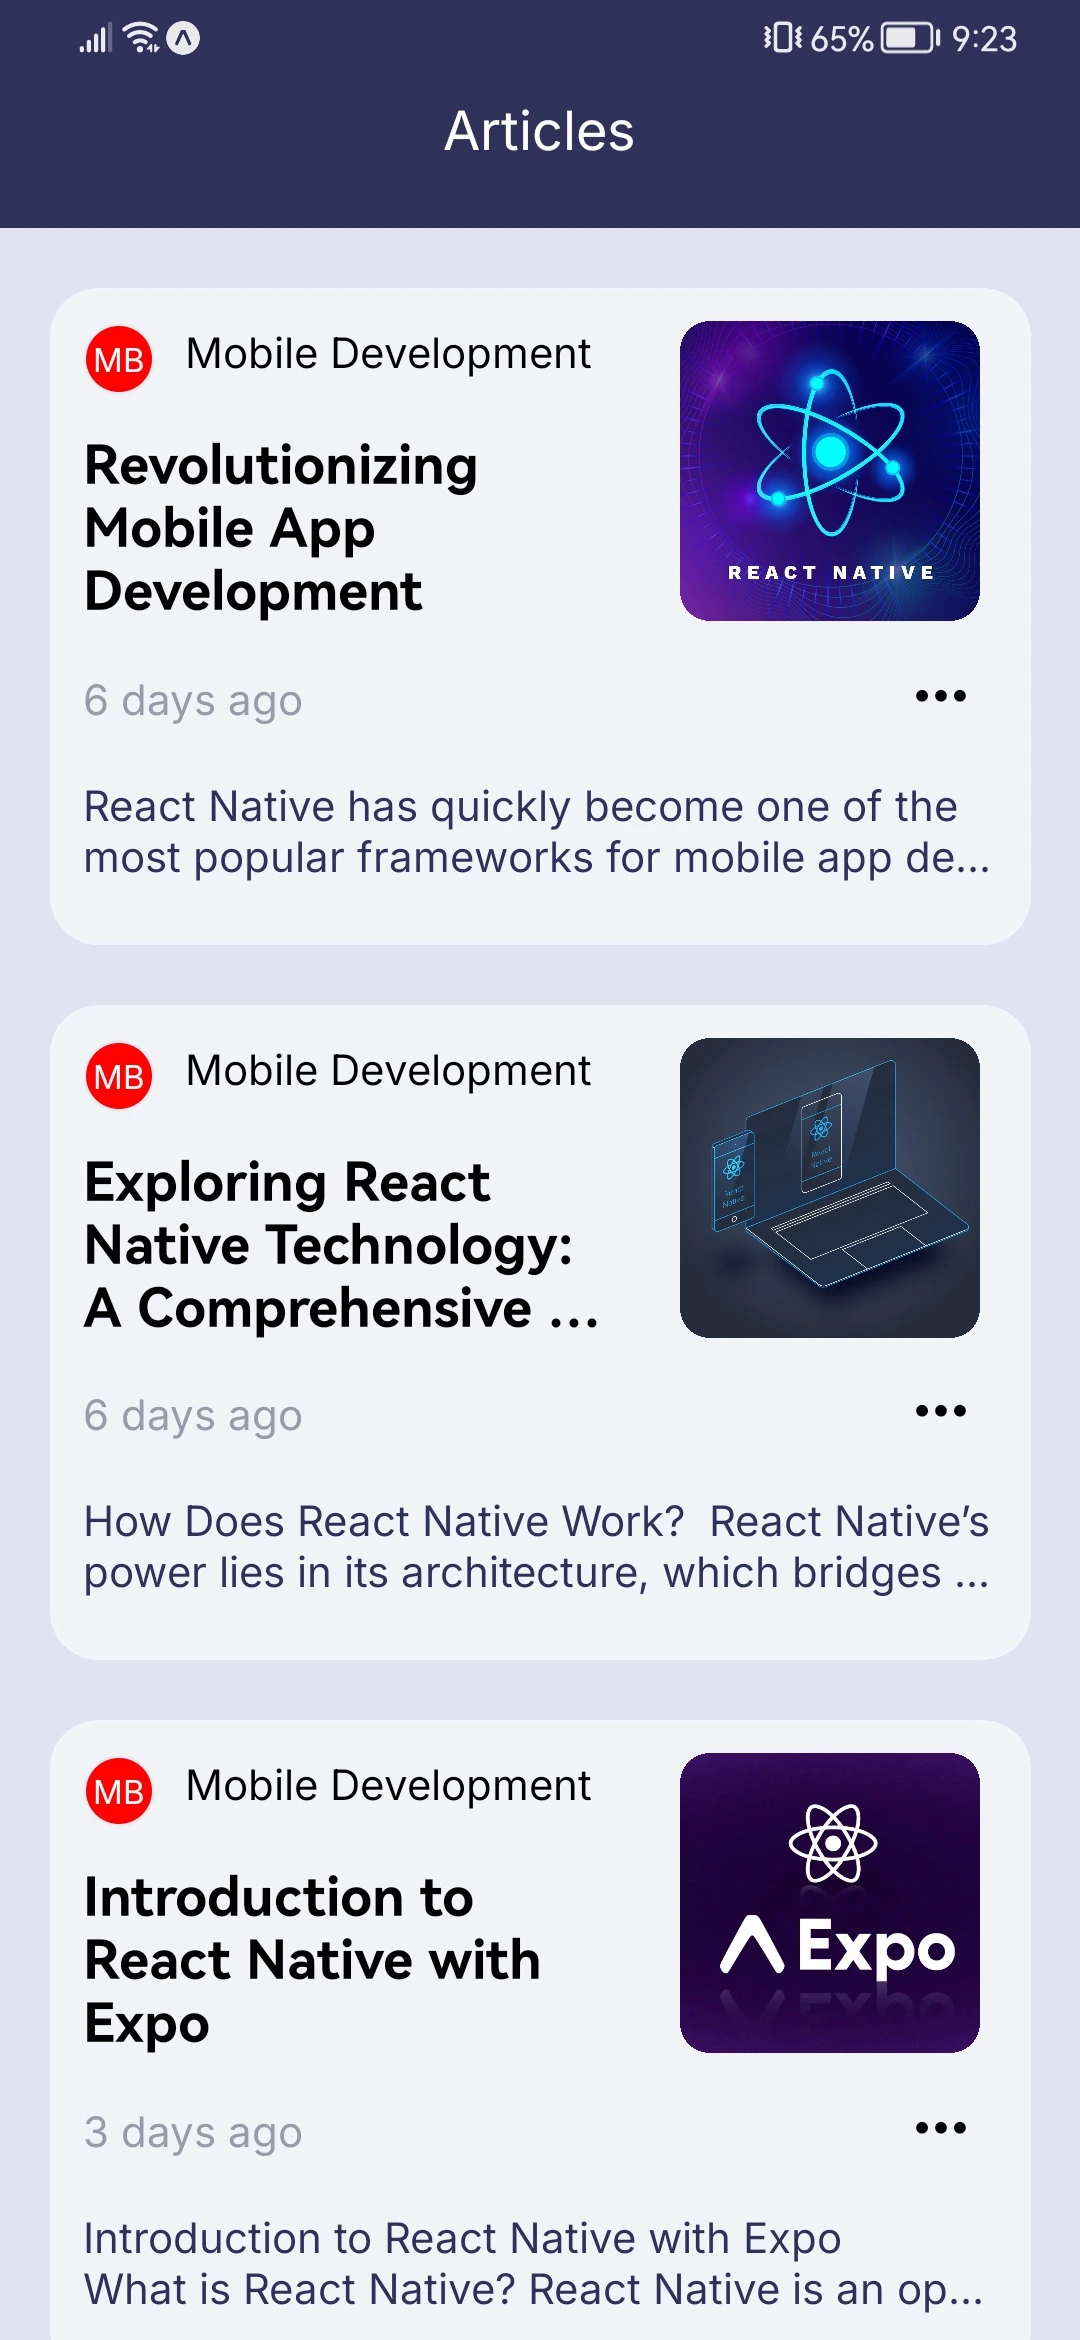 65% 9:23
Articles
MB Mobile Development
Revolutionizing
Mobile App
Development
REACT NATIVE
6 days ago
React Native has quickly become one of the
most popular frameworks for mobile app de...
MB Mobile Development
Exploring React
Native Technology:
A Comprehensive ...
React
Native
React
Native
6 days ago
How Does React Native Work?  React Native’s
power lies in its architecture, which bridges ...
MB Mobile Development
Introduction to
React Native with
Expo
Expo
3 days ago
Introduction to React Native with Expo
What is React Native? React Native is an op...